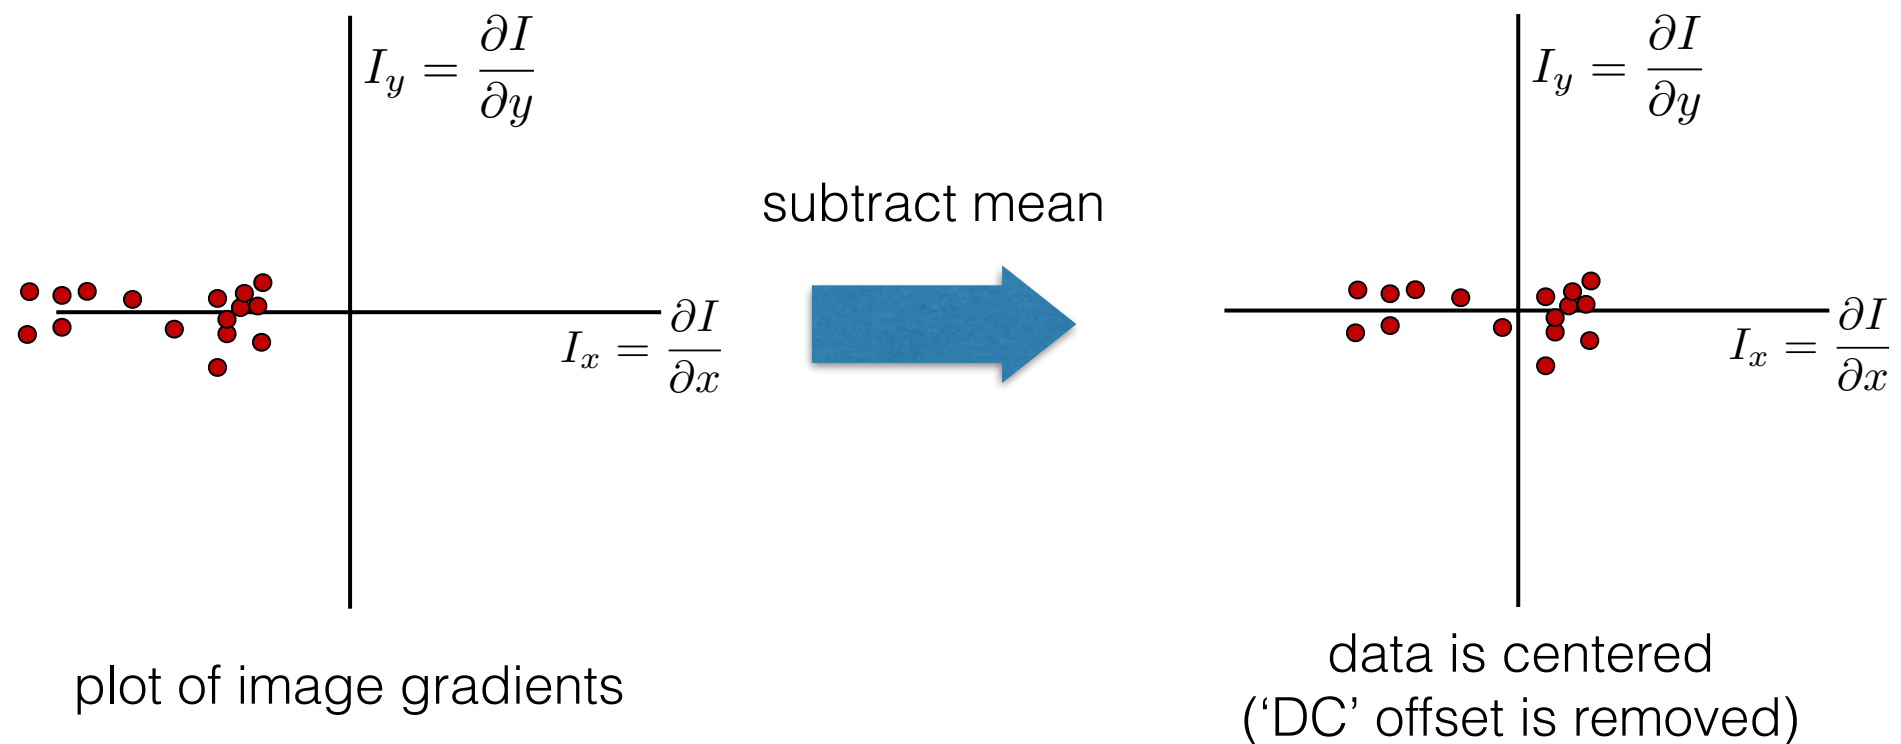 I_y = ∂I/∂y
I_x = ∂I/∂x
plot of image gradients
subtract mean
I_y = ∂I/∂y
I_x = ∂I/∂x
data is centered
(‘DC’ offset is removed)